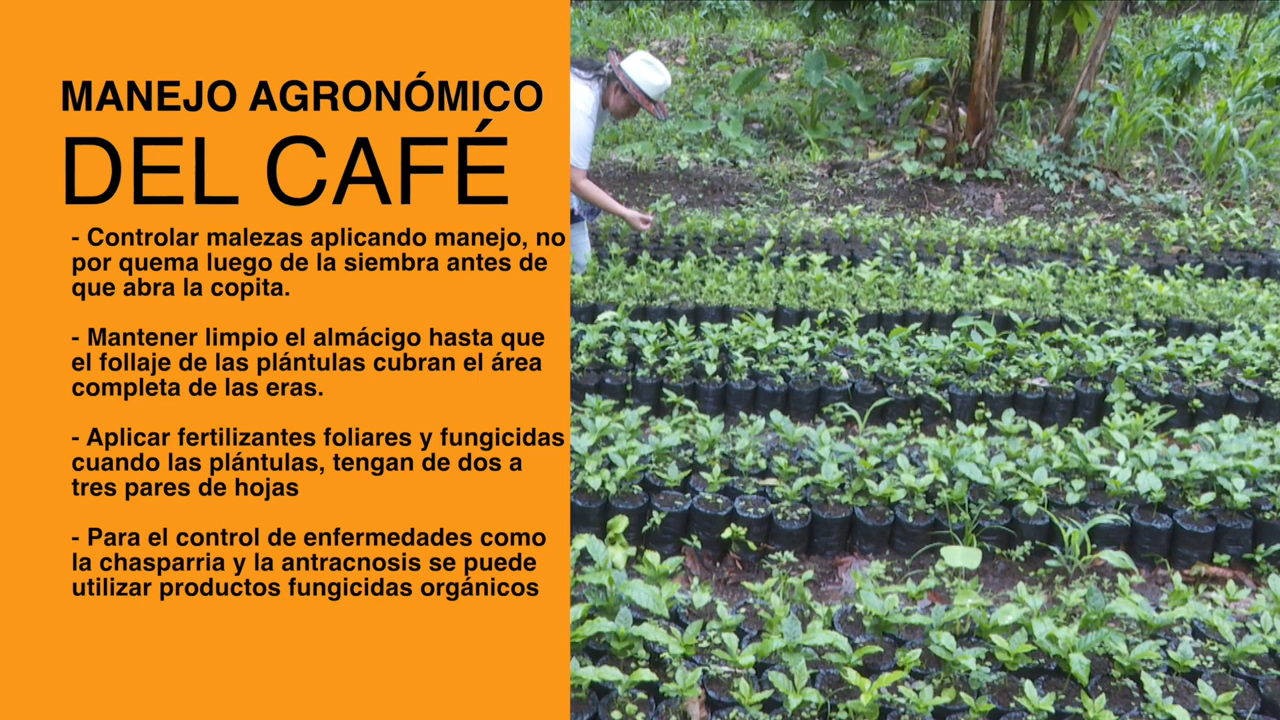 MANEJO AGRONÓMICO
DEL CAFÉ
- Controlar malezas aplicando manejo, no
por quema luego de la siembra antes de
que abra la copita.
- Mantener limpio el almácigo hasta que
el follaje de las plántulas cubran el área
completa de las eras.
- Aplicar fertilizantes foliares y fungicidas
cuando las plántulas, tengan de dos a
tres pares de hojas
- Para el control de enfermedades como
la chasparria y la antracnosis se puede
utilizar productos fungicidas orgánicos